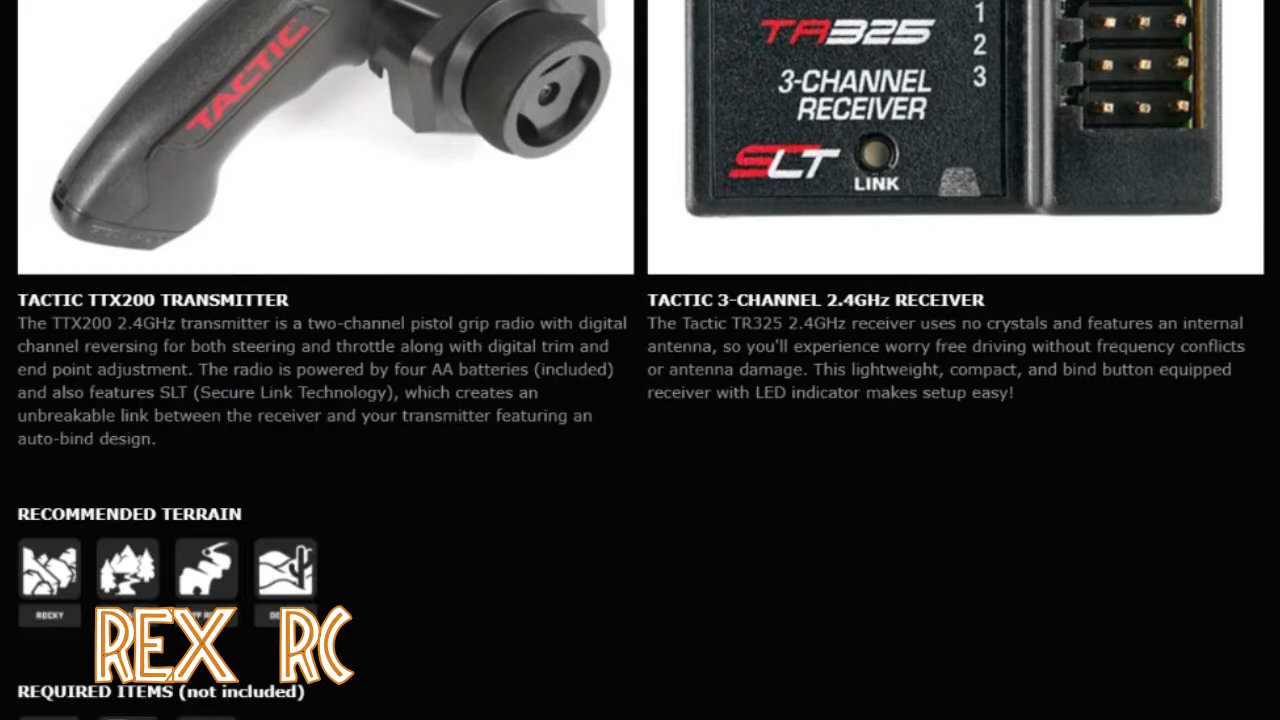 TACTIC
TR325
3-CHANNEL
RECEIVER
SLT
LINK
1
2
3
TACTIC TTX200 TRANSMITTER
The TTX200 2.4GHz transmitter is a two-channel pistol grip radio with digital
channel reversing for both steering and throttle along with digital trim and
end point adjustment. The radio is powered by four AA batteries (included)
and also features SLT (Secure Link Technology), which creates an
unbreakable link between the receiver and your transmitter featuring an
auto-bind design.
TACTIC 3-CHANNEL 2.4GHz RECEIVER
The Tactic TR325 2.4GHz receiver uses no crystals and features an internal
antenna, so you'll experience worry free driving without frequency conflicts
or antenna damage. This lightweight, compact, and bind button equipped
receiver with LED indicator makes setup easy!
RECOMMENDED TERRAIN
ROCKY
REX RC
REQUIRED ITEMS (not included)